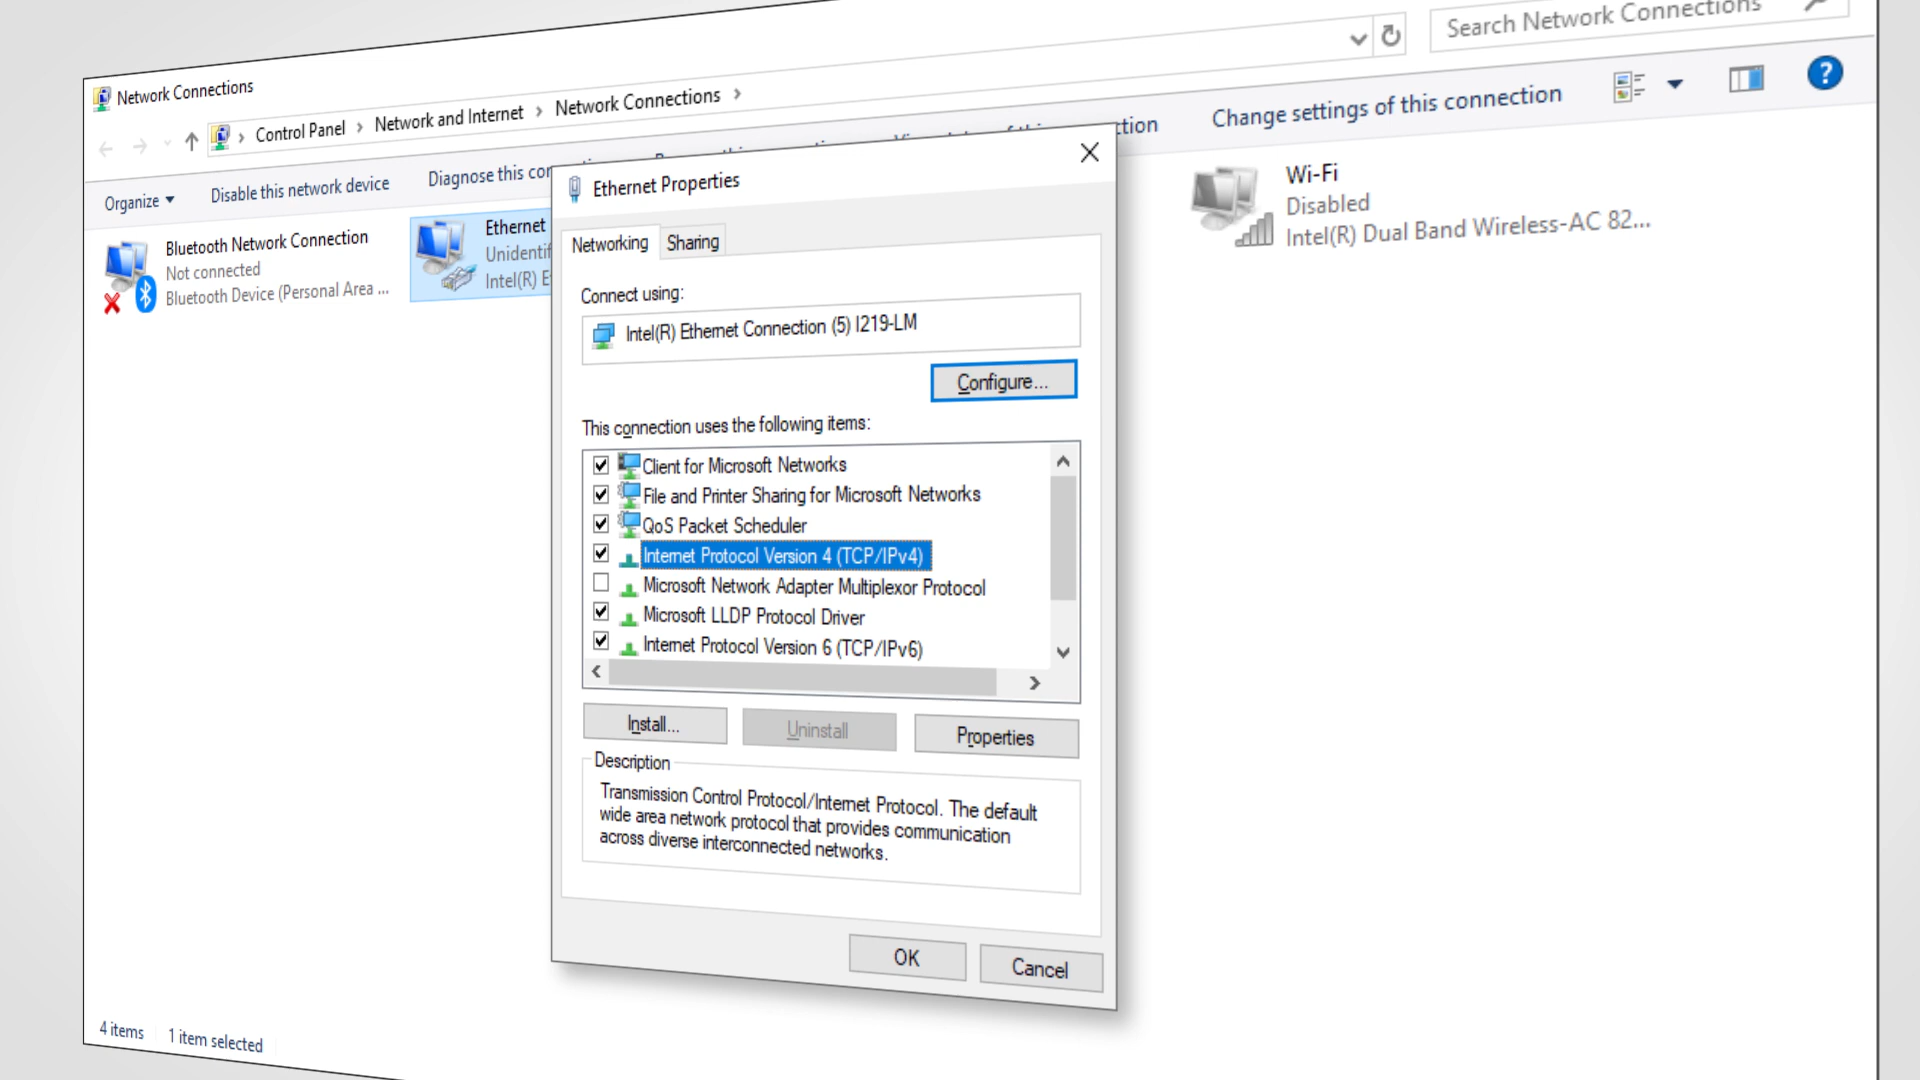 Network Connections
Control Panel › Network and Internet › Network Connections ›
Search Network Connections
Organize
Disable this network device
Diagnose this
Change settings of this connection
?
Bluetooth Network Connection
Not connected
Bluetooth Device (Personal Area ...
Ethernet
Intel(R)
Wi-Fi
Disabled
Intel(R) Dual Band Wireless-AC 82...
Ethernet Properties
Networking
Sharing
Connect using:
Intel(R) Ethernet Connection (5) I219-LM
Configure...
This connection uses the following items:
Client for Microsoft Networks
File and Printer Sharing for Microsoft Networks
QoS Packet Scheduler
Internet Protocol Version 4 (TCP/IPv4)
Microsoft Network Adapter Multiplexor Protocol
Microsoft LLDP Protocol Driver
Internet Protocol Version 6 (TCP/IPv6)
Install...
Uninstall
Properties
Description
Transmission Control Protocol/Internet Protocol. The default
wide area network protocol that provides communication
across diverse interconnected networks.
OK
Cancel
4 items
1 item selected